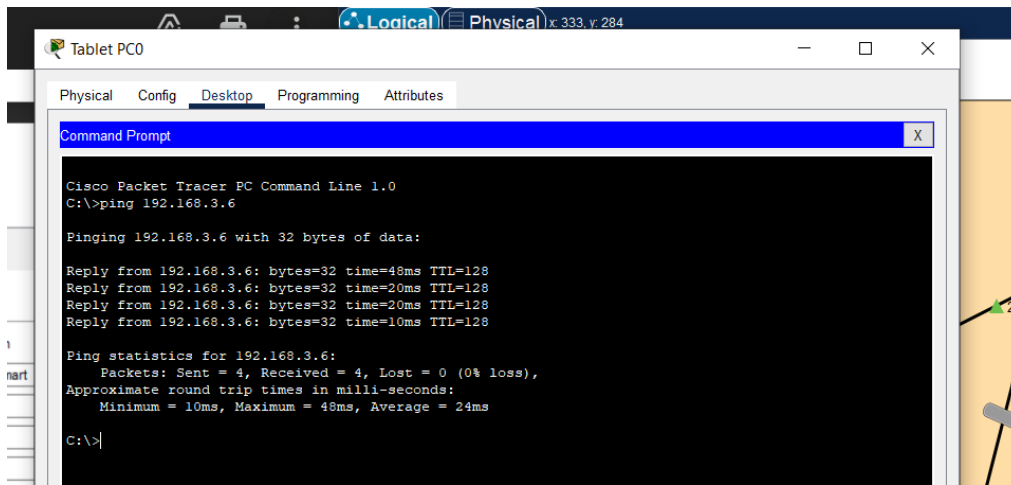 Logical Physical x: 333, y: 284
Tablet PC0
Physical Config Desktop Programming Attributes
Command Prompt X
Cisco Packet Tracer PC Command Line 1.0
C:\>ping 192.168.3.6
Pinging 192.168.3.6 with 32 bytes of data:
Reply from 192.168.3.6: bytes=32 time=48ms TTL=128
Reply from 192.168.3.6: bytes=32 time=20ms TTL=128
Reply from 192.168.3.6: bytes=32 time=20ms TTL=128
Reply from 192.168.3.6: bytes=32 time=10ms TTL=128
Ping statistics for 192.168.3.6:
Packets: Sent = 4, Received = 4, Lost = 0 (0% loss),
Approximate round trip times in milli-seconds:
Minimum = 10ms, Maximum = 48ms, Average = 24ms
C:\>